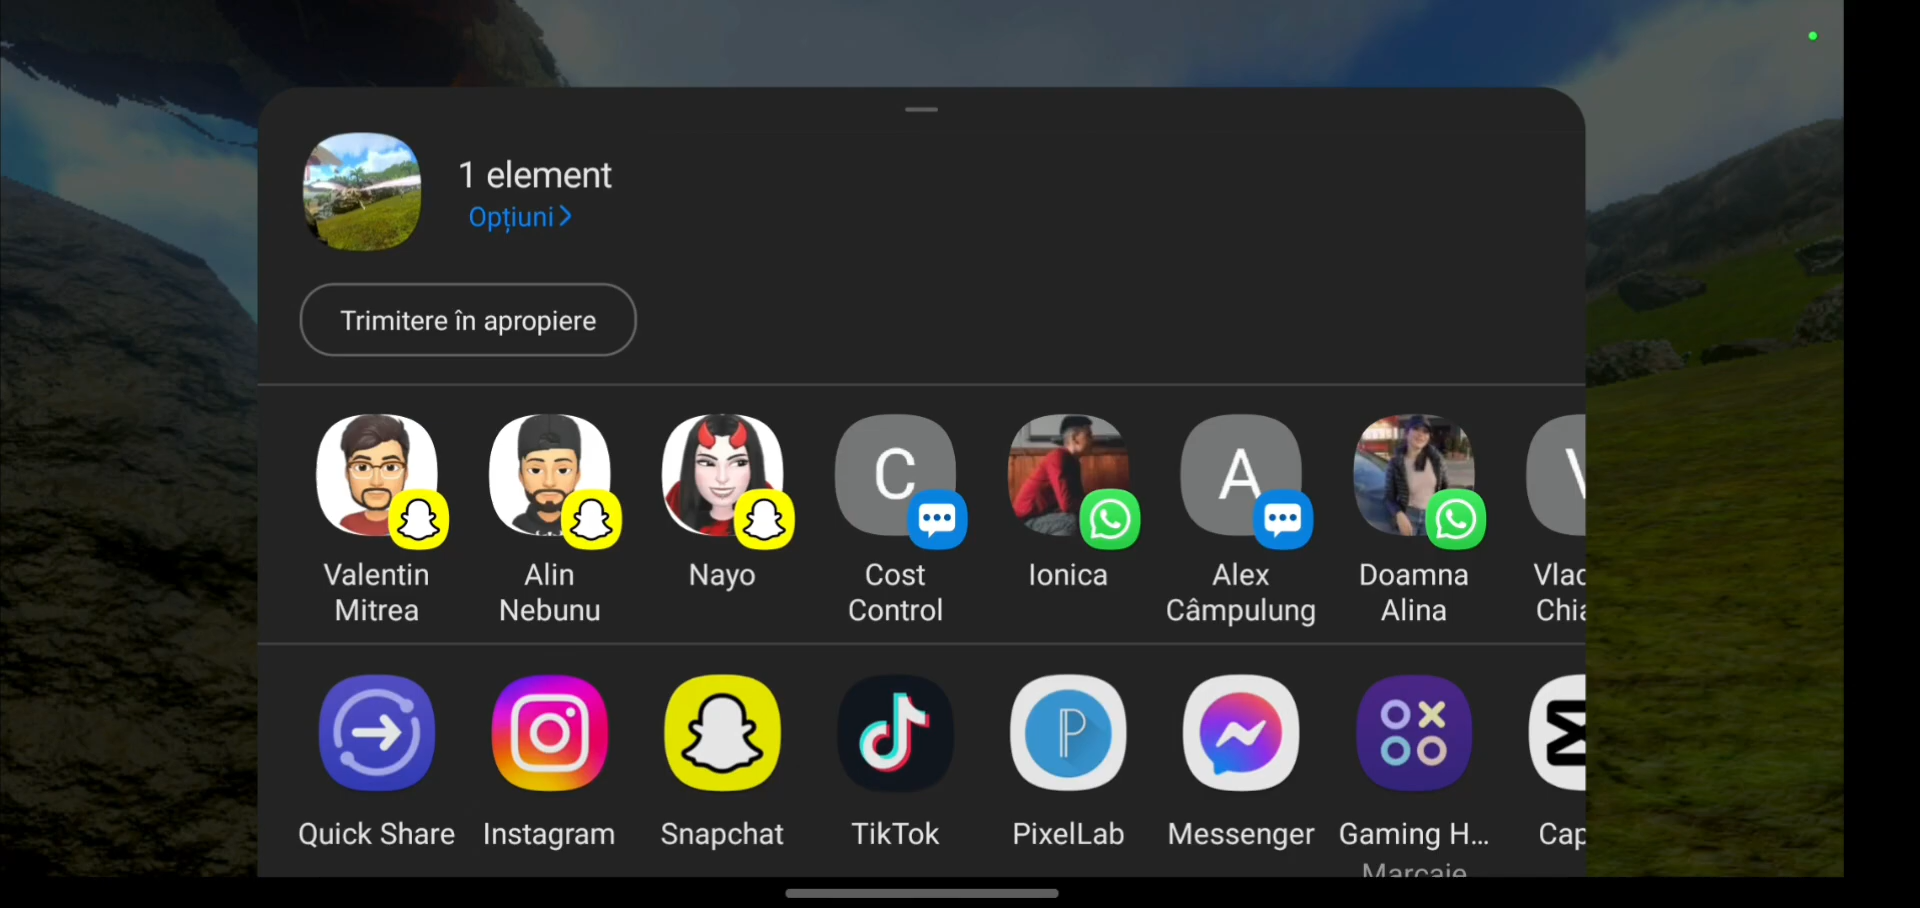 1 element
Opțiuni
Trimitere în apropiere
C
A
Valentin
Mitrea
Alin
Nebunu
Nayo
Cost
Control
Ionica
Alex
Câmpulung
Doamna
Alina
Quick Share
Instagram
Snapchat
TikTok
PixelLab
Messenger
Gaming H...
Marcaje